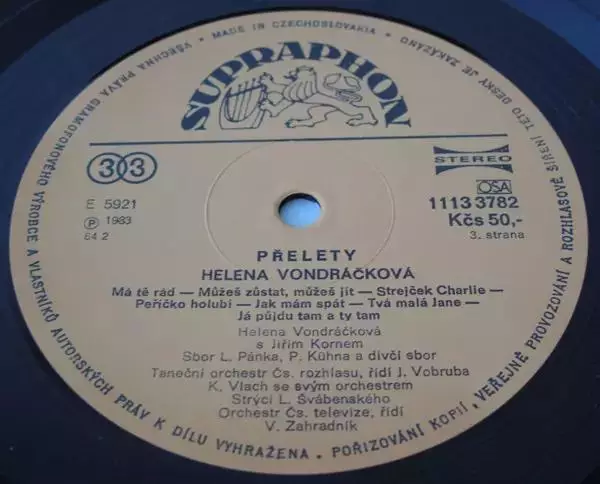 VŠECHNA PRÁVA GRAMOFONOVÉHO VÝROBCE A VLASTNÍKŮ AUTORSKÝCH PRÁV K DÍLU VYHRAŽENA. POŘIZOVÁNÍ KOPIÍ, VEŘEJNÉ PROVOZOVÁNÍ A ROZHLASOVÉ ŠÍŘENÍ TÉTO DESKY JE ZAKÁZÁNO • MADE IN CZECHOSLOVAKIA •
SUPRAPHON
33
STEREO
E 5921
OSA
Ⓟ 1983
1113 3782
84 2
Kčs 50,-
3. strana
PŘELETY
HELENA VONDRÁČKOVÁ
Má tě rád — Můžeš zůstat, můžeš jít — Strejček Charlie —
Peříčko holubí — Jak mám spát — Tvá malá Jane —
Já půjdu tam a ty tam
Helena Vondráčková
s Jiřím Kornem
Sbor L. Pánka, P. Kühna a dívčí sbor
Taneční orchestr Čs. rozhlasu, řídí J. Vobruba
K. Vlach se svým orchestrem
Strýci L. Švábenského
Orchestr Čs. televize, řídí
V. Zahradník